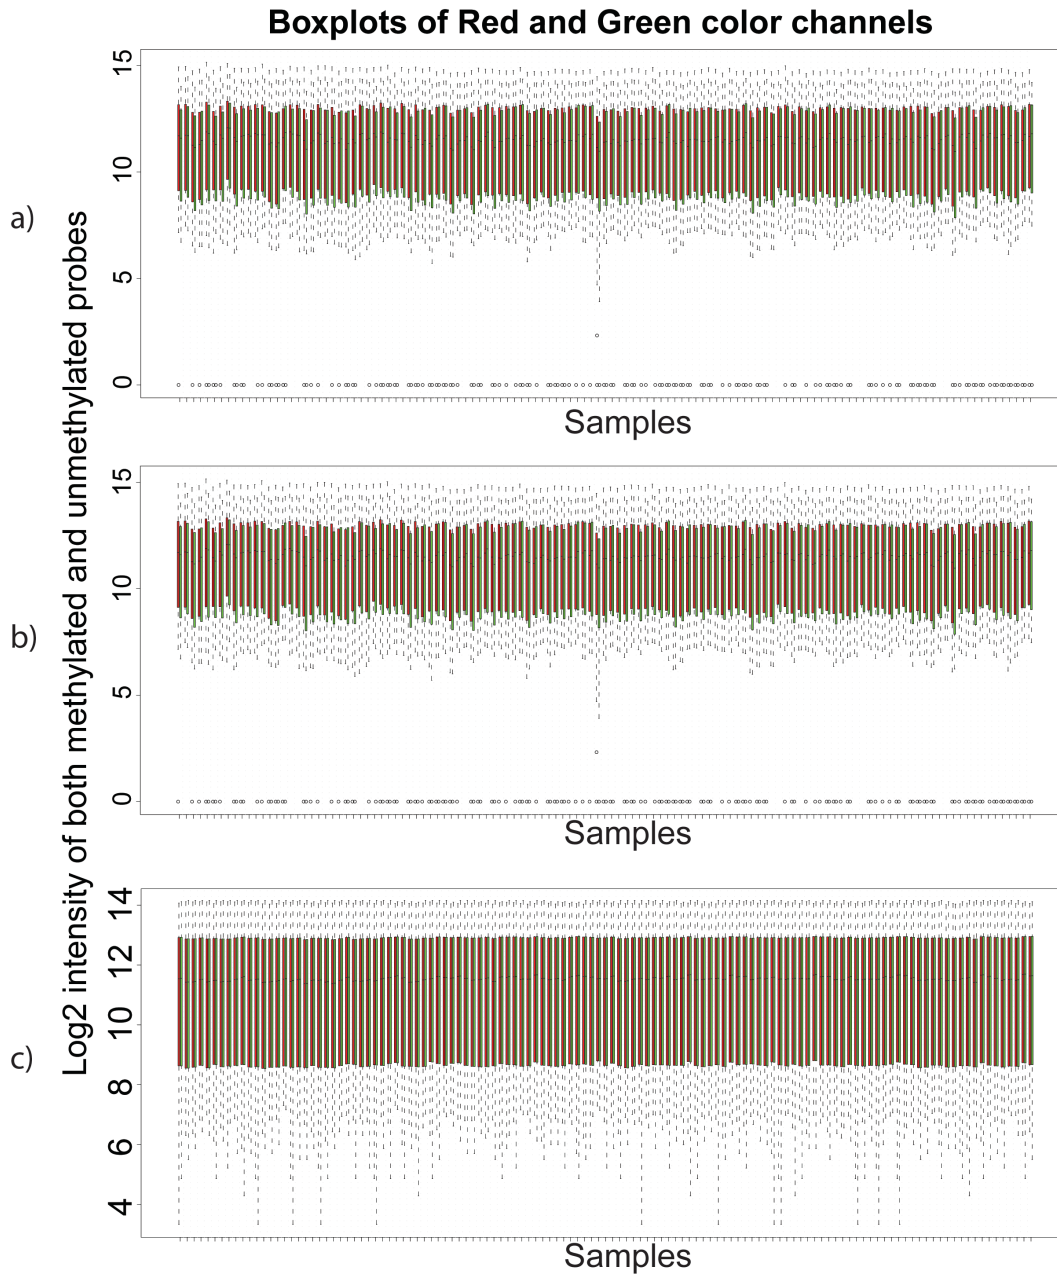 Boxplots of Red and Green color channels
Log2 intensity of both methylated and unmethylated probes
a)
15
10
5
0
Samples
b)
15
10
5
0
Samples
c)
14
12
10
8
6
4
Samples